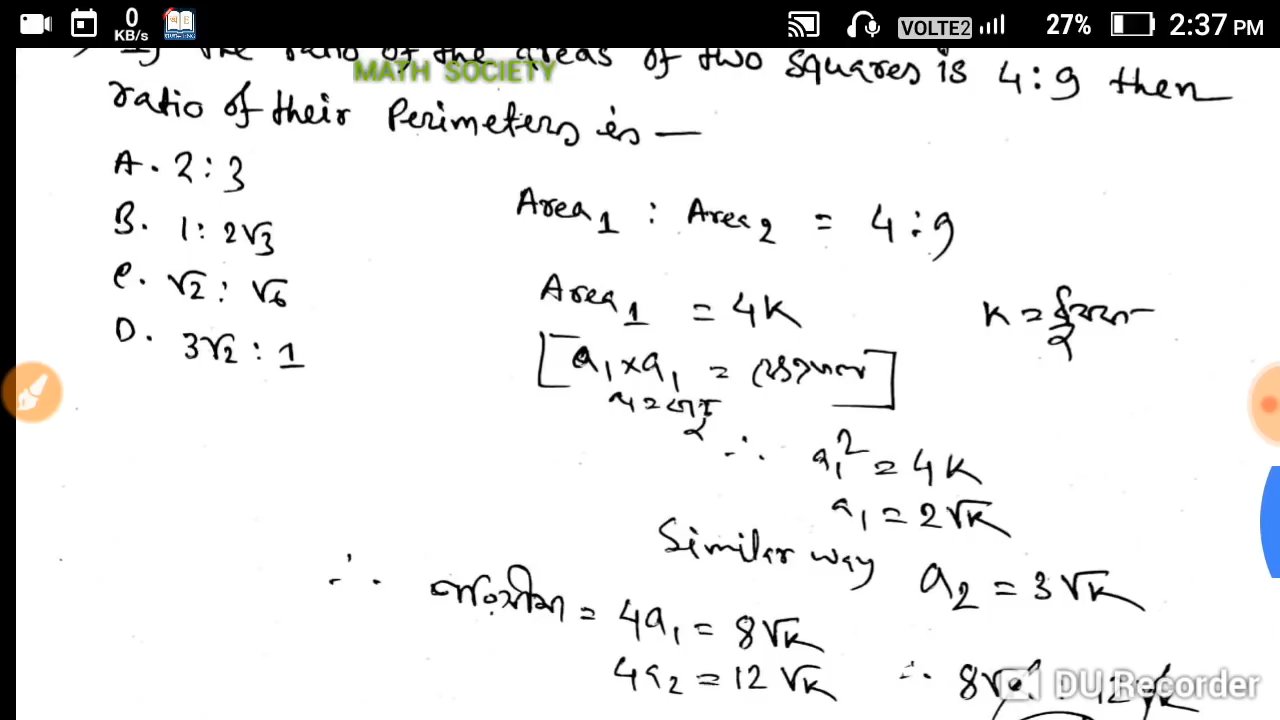 0 KB/s VOLTE2 27% 2:37 PM
If the ratio of the areas of two squares is 4:9 then
MATH SOCIETY
ratio of their Perimeters is —
A. 2:3
B. 1:2√3
C. √2:√6
D. 3√2:1
Area₁ : Area₂ = 4:9
Area₁ = 4K
K =
[a₁×a₁ = ]
∴ a₁² = 4K
a₁ = 2√K
Similar way a₂ = 3√K
∴ = 4a₁ = 8√K
4a₂ = 12√K
∴ 8√K : 12√K
DU Recorder